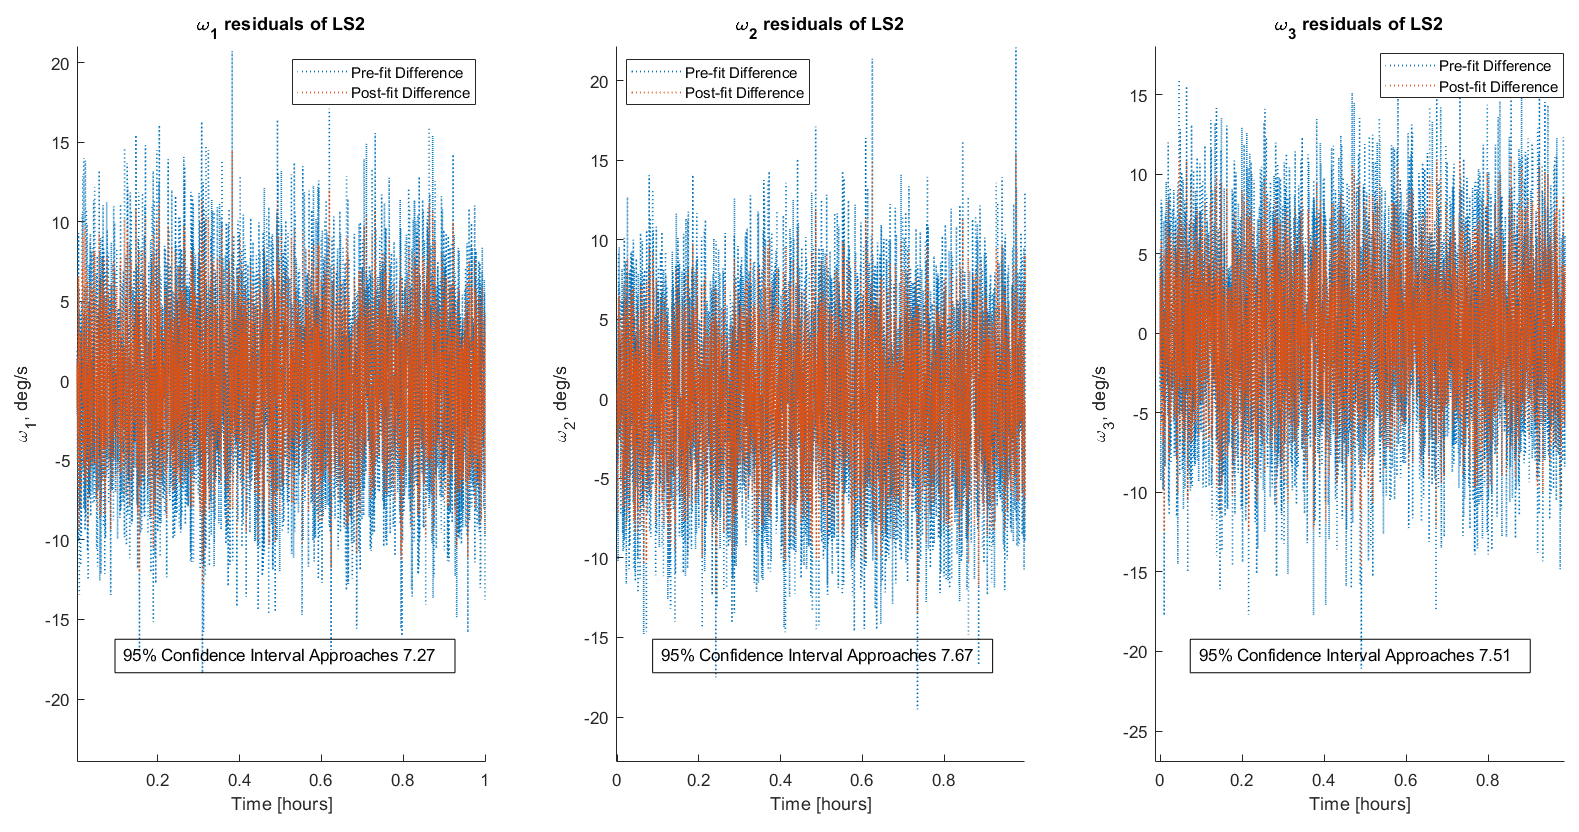 ω1 residuals of LS2
Pre-fit Difference
Post-fit Difference
20
15
10
5
0
-5
-10
-15
-20
ω1, deg/s
95% Confidence Interval Approaches 7.27
0.2 0.4 0.6 0.8 1
Time [hours]
ω2 residuals of LS2
Pre-fit Difference
Post-fit Difference
20
15
10
5
0
-5
-10
-15
-20
ω2, deg/s
95% Confidence Interval Approaches 7.67
0 0.2 0.4 0.6 0.8
Time [hours]
ω3 residuals of LS2
Pre-fit Difference
Post-fit Difference
15
10
5
0
-5
-10
-15
-20
-25
ω3, deg/s
95% Confidence Interval Approaches 7.51
0 0.2 0.4 0.6 0.8
Time [hours]